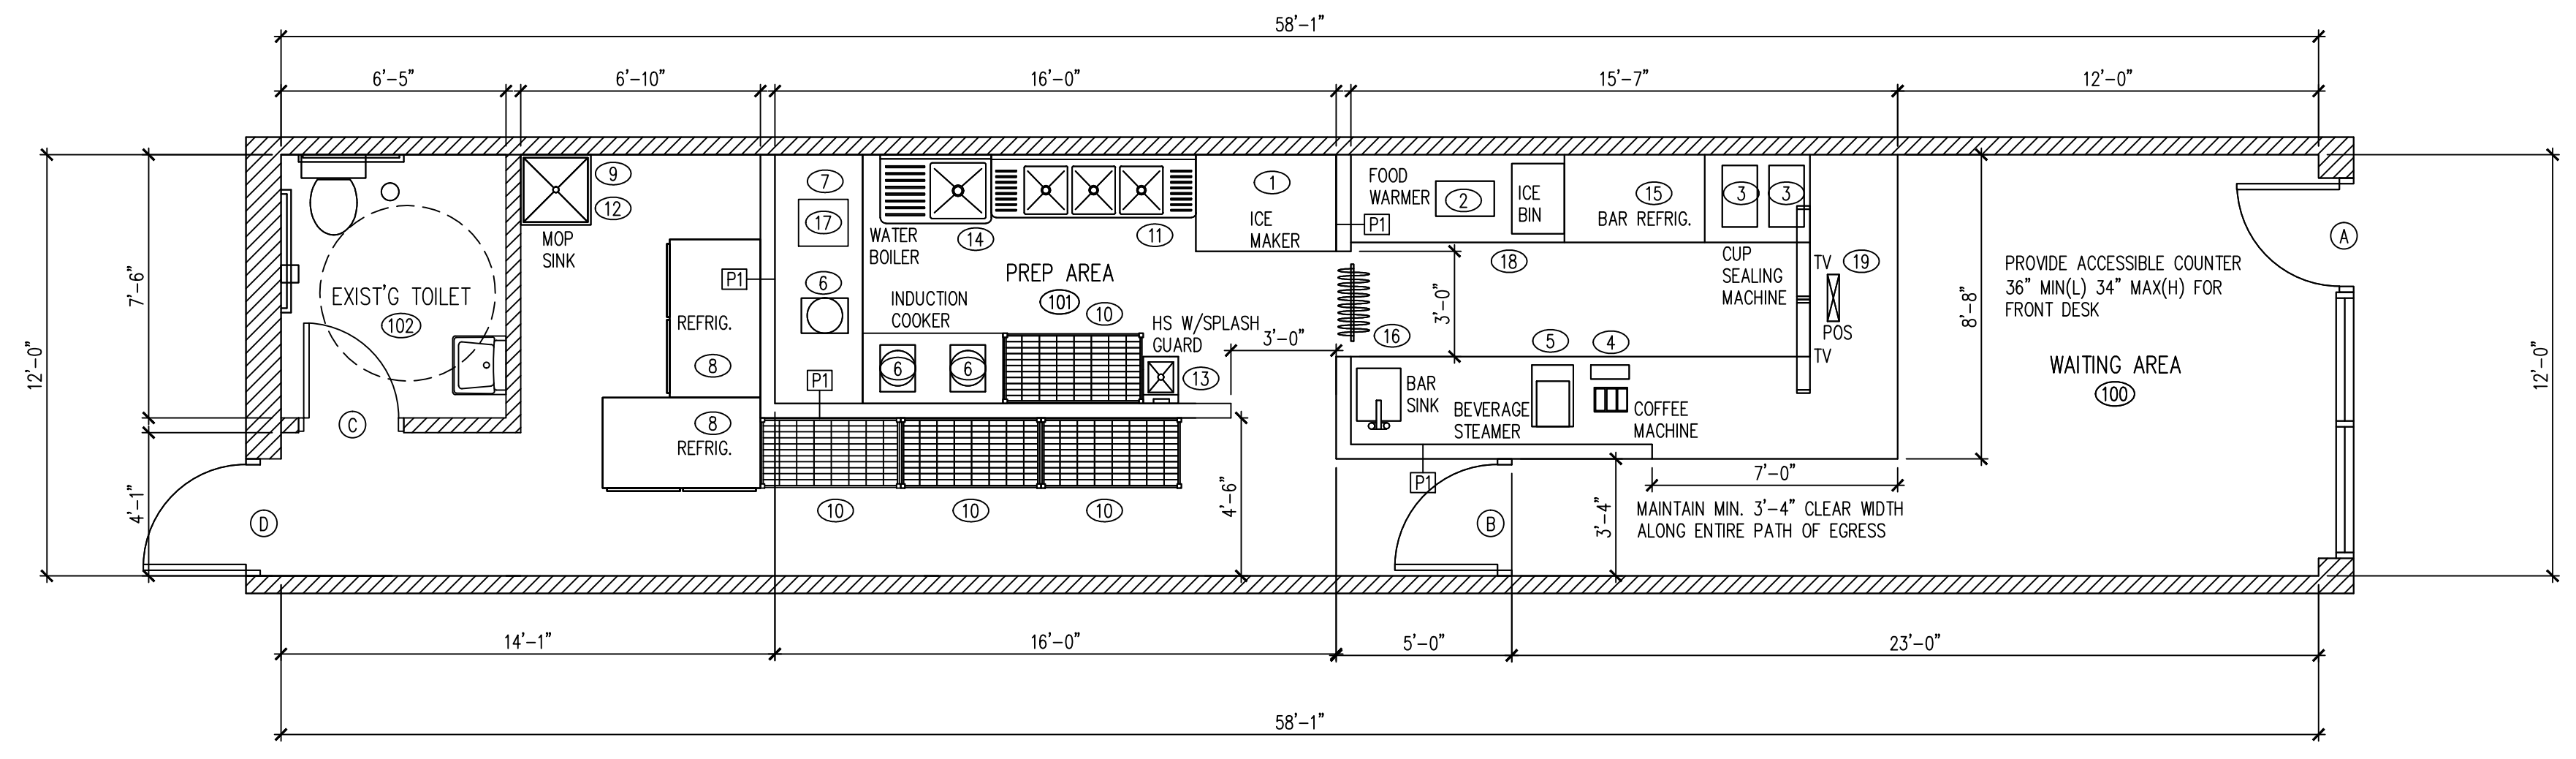 58'-1"
6'-5"
6'-10"
16'-0"
15'-7"
12'-0"
12'-0"
7'-6"
4'-1"
EXIST'G TOILET
102
C
D
9
12
MOP
SINK
P1
REFRIG.
8
8
REFRIG.
7
17
6
P1
WATER
BOILER
14
11
INDUCTION
COOKER
6
6
PREP AREA
101
10
1
ICE
MAKER
HS W/SPLASH
GUARD
13
3'-0"
10
10
10
4'-6"
FOOD
WARMER
2
ICE
BIN
15
BAR REFRIG.
3
3
P1
18
CUP
SEALING
MACHINE
TV
19
POS
TV
16
3'-0"
5
4
BAR
SINK
BEVERAGE
STEAMER
COFFEE
MACHINE
P1
B
3'-4"
7'-0"
MAINTAIN MIN. 3'-4" CLEAR WIDTH
ALONG ENTIRE PATH OF EGRESS
8'-8"
PROVIDE ACCESSIBLE COUNTER
36" MIN(L) 34" MAX(H) FOR
FRONT DESK
WAITING AREA
100
A
12'-0"
14'-1"
16'-0"
5'-0"
23'-0"
58'-1"